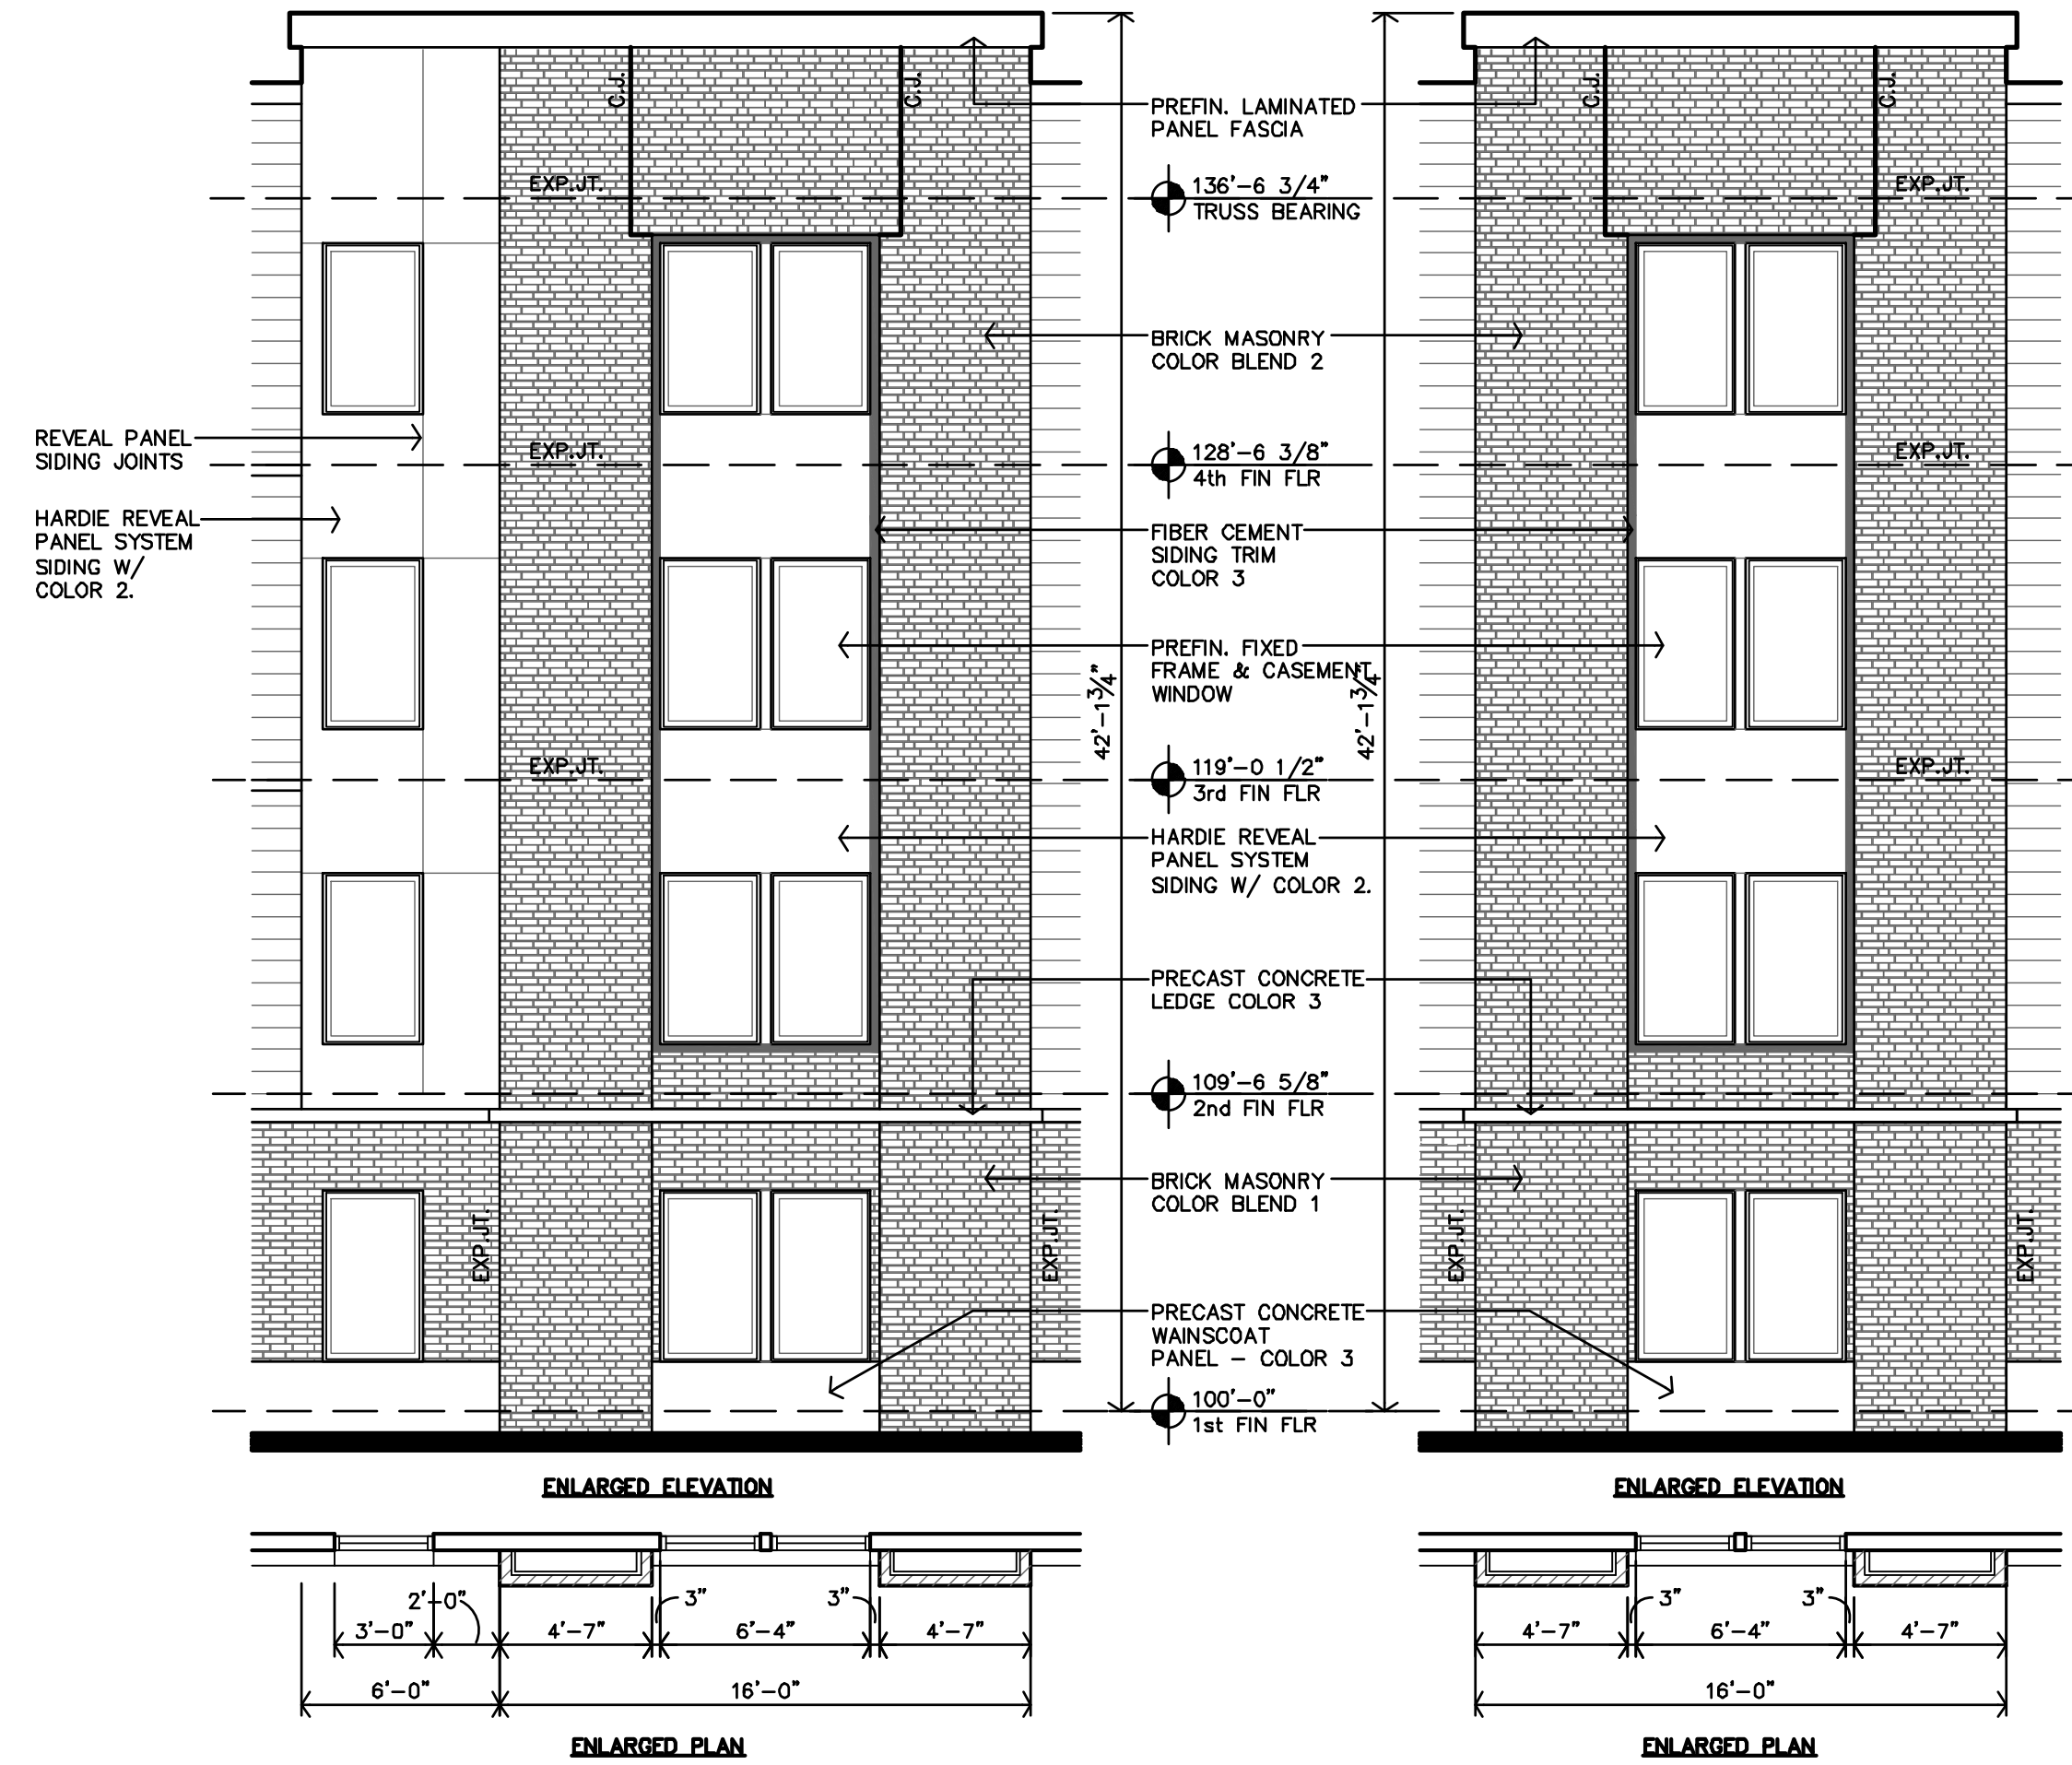 C.J.
C.J.
C.J.
C.J.
PREFIN. LAMINATED
PANEL FASCIA
EXP.JT.
136'-6 3/4"
TRUSS BEARING
EXP.JT.
BRICK MASONRY
COLOR BLEND 2
REVEAL PANEL
SIDING JOINTS
EXP.JT.
128'-6 3/8"
4th FIN FLR
EXP.JT.
HARDIE REVEAL
PANEL SYSTEM
SIDING W/
COLOR 2.
FIBER CEMENT
SIDING TRIM
COLOR 3
PREFIN. FIXED
FRAME & CASEMENT
WINDOW
42'-1 3/4"
42'-1 3/4"
EXP.JT.
119'-0 1/2"
3rd FIN FLR
EXP.JT.
HARDIE REVEAL
PANEL SYSTEM
SIDING W/ COLOR 2.
PRECAST CONCRETE
LEDGE COLOR 3
109'-6 5/8"
2nd FIN FLR
BRICK MASONRY
COLOR BLEND 1
EXP.JT.
EXP.JT.
EXP.JT.
EXP.JT.
PRECAST CONCRETE
WAINSCOAT
PANEL – COLOR 3
100'-0"
1st FIN FLR
ENLARGED ELEVATION
ENLARGED ELEVATION
2'-0"
3"
3"
3"
3"
3'-0"
4'-7"
6'-4"
4'-7"
4'-7"
6'-4"
4'-7"
6'-0"
16'-0"
16'-0"
ENLARGED PLAN
ENLARGED PLAN